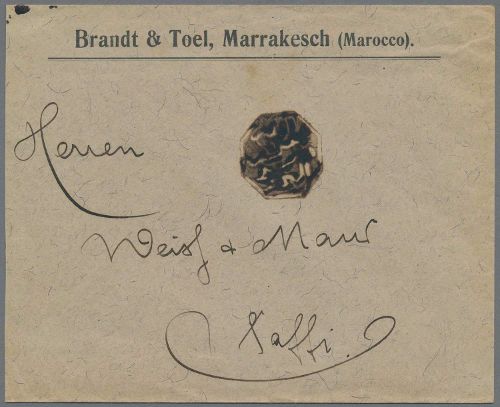 Brandt & Toel, Marrakesch (Marocco).
Herren
Weiss & Maur
Saffi.